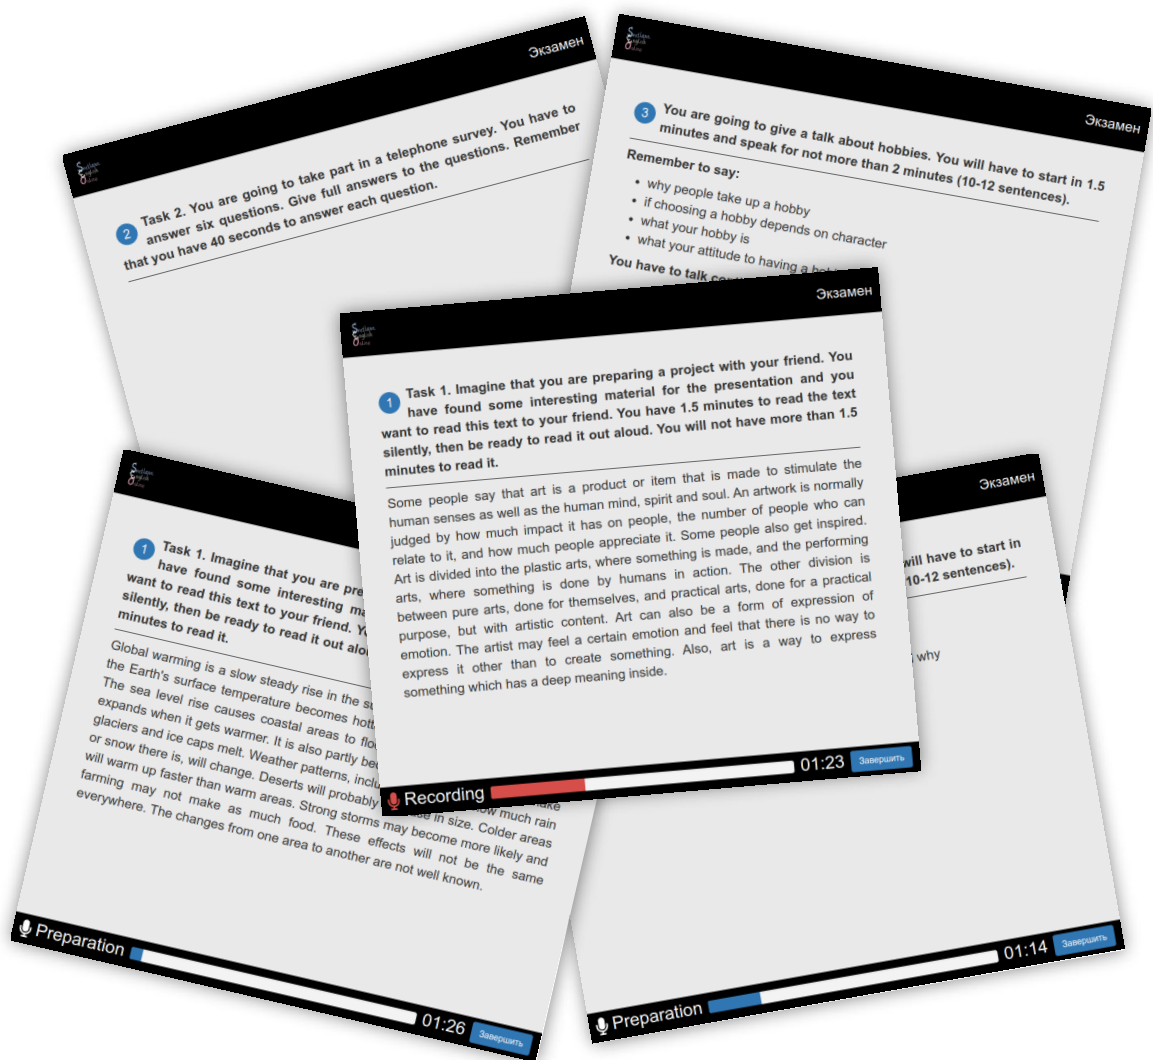 Экзамен
2 Task 2. You are going to take part in a telephone survey. You have to
answer six questions. Give full answers to the questions. Remember
that you have 40 seconds to answer each question.
Экзамен
3 You are going to give a talk about hobbies. You will have to start in 1.5
minutes and speak for not more than 2 minutes (10-12 sentences).
Remember to say:
• why people take up a hobby
• if choosing a hobby depends on character
• what your hobby is
• what your attitude to having a
You have to talk
Экзамен
1 Task 1. Imagine that you are preparing a project with your friend. You
have found some interesting material for the presentation and you
want to read this text to your friend. You have 1.5 minutes to read the text
silently, then be ready to read it out aloud. You will not have more than 1.5
minutes to read it.
Some people say that art is a product or item that is made to stimulate the
human senses as well as the human mind, spirit and soul. An artwork is normally
judged by how much impact it has on people, the number of people who can
relate to it, and how much people appreciate it. Some people also get inspired.
Art is divided into the plastic arts, where something is made, and the performing
arts, where something is done by humans in action. The other division is
between pure arts, done for themselves, and practical arts, done for a practical
purpose, but with artistic content. Art can also be a form of expression of
emotion. The artist may feel a certain emotion and feel that there is no way to
express it other than to create something. Also, art is a way to express
something which has a deep meaning inside.
Recording 01:23 Завершить
1 Task 1. Imagine that you are
have found some interesting
want to read this text to your friend.
silently, then be ready to read it out
minutes to read it.
Global warming is a slow steady rise in the
the Earth's surface temperature becomes
The sea level rise causes coastal areas to
expands when it gets warmer. It is also partly
glaciers and ice caps melt. Weather patterns,
or snow there is, will change. Deserts will probably how much rain
will warm up faster than warm areas. Strong storms in size. Colder areas
farming may not make as much food. These effects may become more likely and
everywhere. The changes from one area to another will not be the same
are not well known.
Preparation 01:26 Завершить
Экзамен
will have to start in
10-12 sentences).
why
Preparation 01:14 Завершить